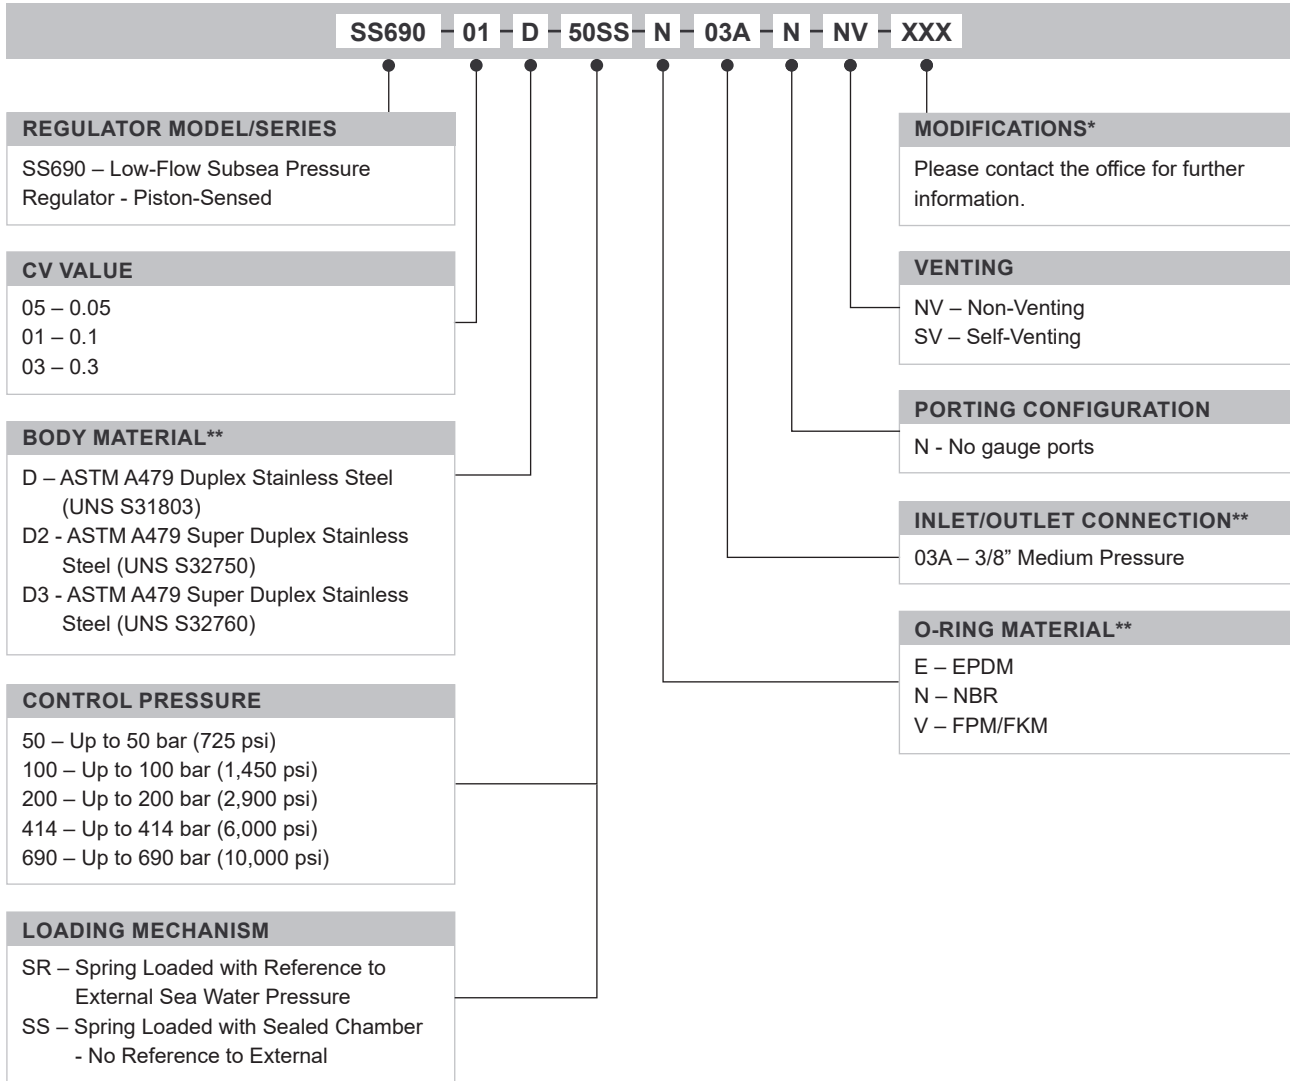 SS690 01 D 50SS N 03A N NV XXX
REGULATOR MODEL/SERIES
SS690 – Low-Flow Subsea Pressure
Regulator - Piston-Sensed
CV VALUE
05 – 0.05
01 – 0.1
03 – 0.3
BODY MATERIAL**
D – ASTM A479 Duplex Stainless Steel
(UNS S31803)
D2 - ASTM A479 Super Duplex Stainless
Steel (UNS S32750)
D3 - ASTM A479 Super Duplex Stainless
Steel (UNS S32760)
CONTROL PRESSURE
50 – Up to 50 bar (725 psi)
100 – Up to 100 bar (1,450 psi)
200 – Up to 200 bar (2,900 psi)
414 – Up to 414 bar (6,000 psi)
690 – Up to 690 bar (10,000 psi)
LOADING MECHANISM
SR – Spring Loaded with Reference to
External Sea Water Pressure
SS – Spring Loaded with Sealed Chamber
- No Reference to External
MODIFICATIONS*
Please contact the office for further
information.
VENTING
NV – Non-Venting
SV – Self-Venting
PORTING CONFIGURATION
N - No gauge ports
INLET/OUTLET CONNECTION**
03A – 3/8” Medium Pressure
O-RING MATERIAL**
E – EPDM
N – NBR
V – FPM/FKM